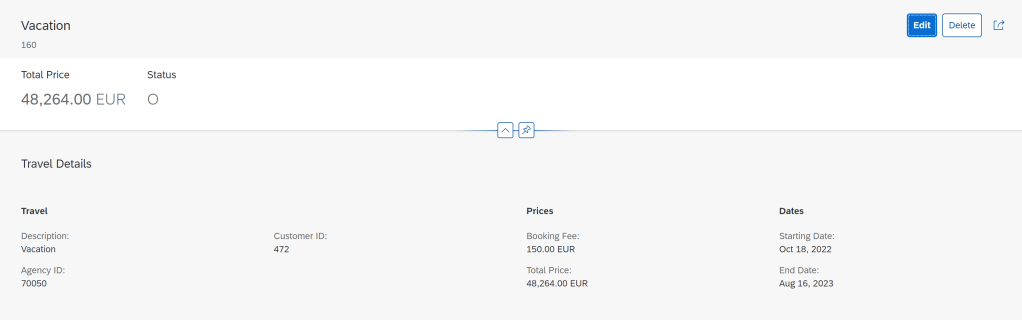 Vacation
160
Edit
Delete
Total Price
48,264.00 EUR
Status
O
Travel Details
Travel
Description:
Vacation
Agency ID:
70050
Customer ID:
472
Prices
Booking Fee:
150.00 EUR
Total Price:
48,264.00 EUR
Dates
Starting Date:
Oct 18, 2022
End Date:
Aug 16, 2023